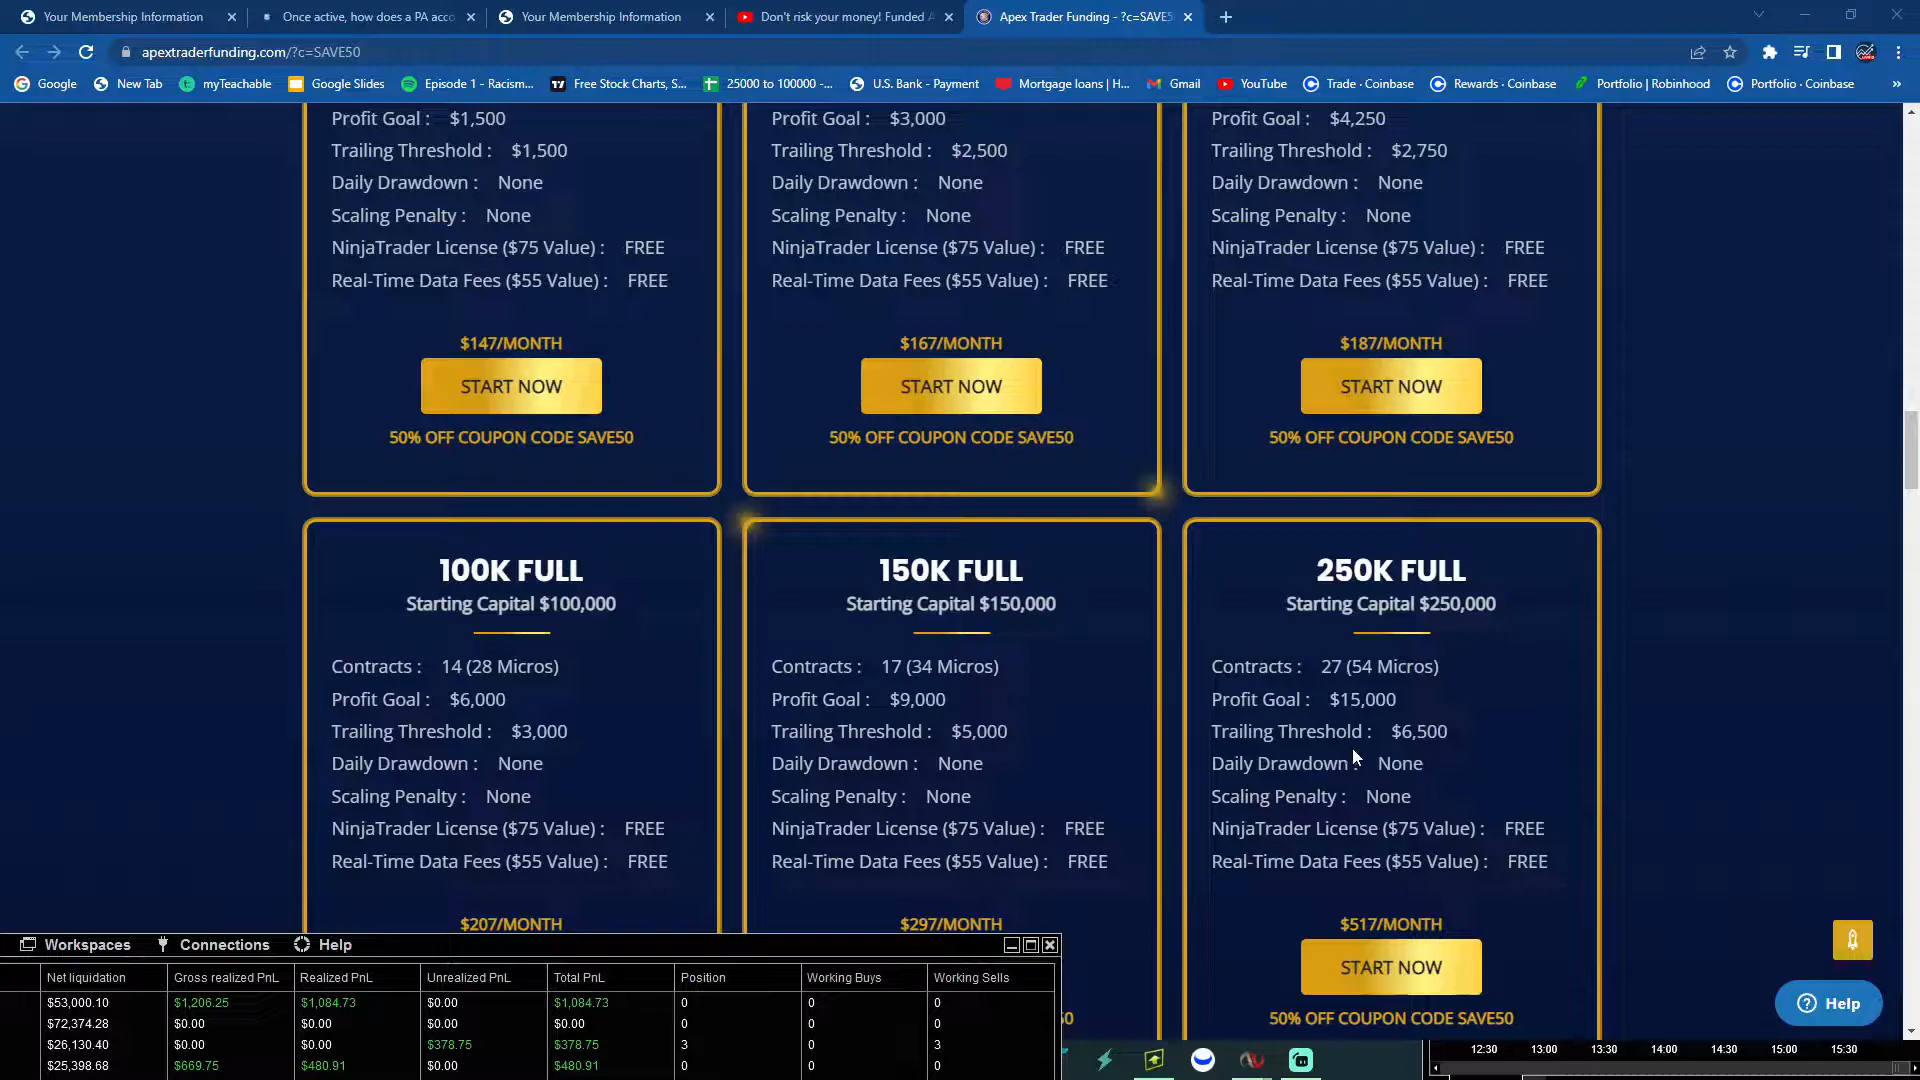 Your Membership Information
Once active, how does a PA acco
Your Membership Information
Don't risk your money! Funded A
Apex Trader Funding - ?c=SAVE5
apextraderfunding.com/?c=SAVE50
Google
New Tab
myTeachable
Google Slides
Episode 1 - Racism...
Free Stock Charts, S...
25000 to 100000 -...
U.S. Bank - Payment
Mortgage loans | H...
Gmail
YouTube
Trade · Coinbase
Rewards · Coinbase
Portfolio | Robinhood
Portfolio · Coinbase
»
Profit Goal : $1,500
Trailing Threshold : $1,500
Daily Drawdown : None
Scaling Penalty : None
NinjaTrader License ($75 Value) : FREE
Real-Time Data Fees ($55 Value) : FREE
$147/MONTH
START NOW
50% OFF COUPON CODE SAVE50
Profit Goal : $3,000
Trailing Threshold : $2,500
Daily Drawdown : None
Scaling Penalty : None
NinjaTrader License ($75 Value) : FREE
Real-Time Data Fees ($55 Value) : FREE
$167/MONTH
START NOW
50% OFF COUPON CODE SAVE50
Profit Goal : $4,250
Trailing Threshold : $2,750
Daily Drawdown : None
Scaling Penalty : None
NinjaTrader License ($75 Value) : FREE
Real-Time Data Fees ($55 Value) : FREE
$187/MONTH
START NOW
50% OFF COUPON CODE SAVE50
100K FULL
Starting Capital $100,000
Contracts : 14 (28 Micros)
Profit Goal : $6,000
Trailing Threshold : $3,000
Daily Drawdown : None
Scaling Penalty : None
NinjaTrader License ($75 Value) : FREE
Real-Time Data Fees ($55 Value) : FREE
$207/MONTH
150K FULL
Starting Capital $150,000
Contracts : 17 (34 Micros)
Profit Goal : $9,000
Trailing Threshold : $5,000
Daily Drawdown : None
Scaling Penalty : None
NinjaTrader License ($75 Value) : FREE
Real-Time Data Fees ($55 Value) : FREE
$297/MONTH
250K FULL
Starting Capital $250,000
Contracts : 27 (54 Micros)
Profit Goal : $15,000
Trailing Threshold : $6,500
Daily Drawdown : None
Scaling Penalty : None
NinjaTrader License ($75 Value) : FREE
Real-Time Data Fees ($55 Value) : FREE
$517/MONTH
START NOW
50% OFF COUPON CODE SAVE50
Help
Workspaces Connections Help
Net liquidation Gross realized PnL Realized PnL Unrealized PnL Total PnL Position Working Buys Working Sells
$53,000.10 $1,206.25 $1,084.73 $0.00 $1,084.73 0 0 0
$72,374.28 $0.00 $0.00 $0.00 $0.00 0 0 0
$26,130.40 $0.00 $0.00 $378.75 $378.75 3 0 3
$25,398.68 $669.75 $480.91 $0.00 $480.91 0 0 0
50
12:30 13:00 13:30 14:00 14:30 15:00 15:30